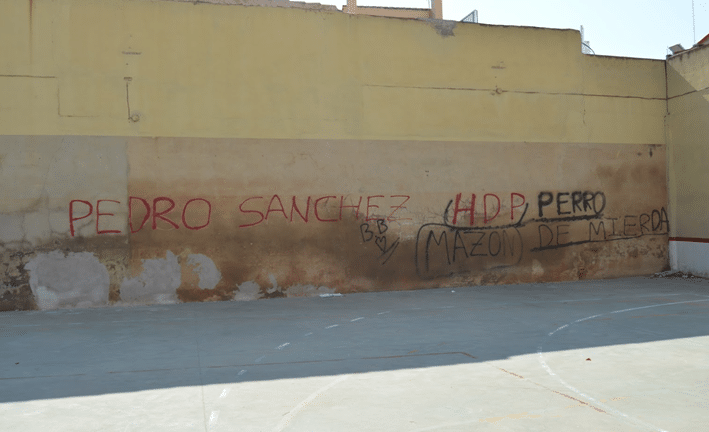 PEDRO SANCHEZ HDP PERRO
BB
MAZON DE MIERDA